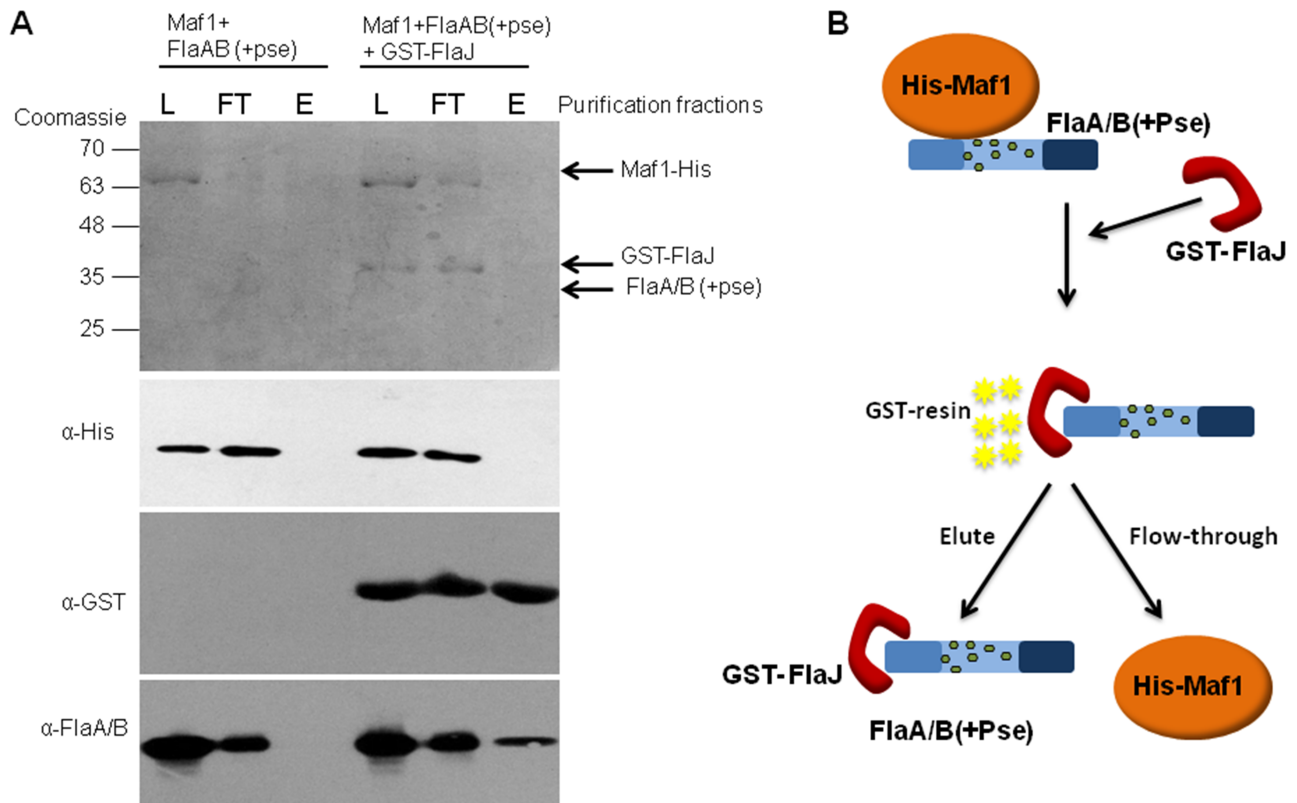 A
Maf1+
FlaAB (+pse)
Maf1+FlaAB(+pse)
+ GST-FlaJ
L FT E L FT E Purification fractions
Coomassie
70
63
48
35
25
Maf1-His
GST-FlaJ
FlaA/B (+pse)
α-His
α-GST
α-FlaA/B
B
His-Maf1
FlaA/B(+Pse)
GST-FlaJ
GST-resin
Elute
Flow-through
GST-FlaJ
FlaA/B(+Pse)
His-Maf1